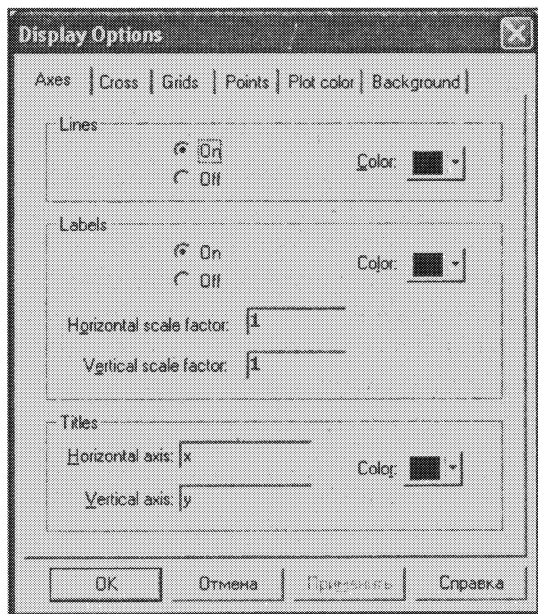 Display Options
Axes Cross Grids Points Plot color Background
Lines
On
Color:
Off
Labels
On
Color:
Off
Horizontal scale factor: 1
Vertical scale factor: 1
Titles
Horizontal axis: x
Color:
Vertical axis: y
OK Отмена Применить Справка